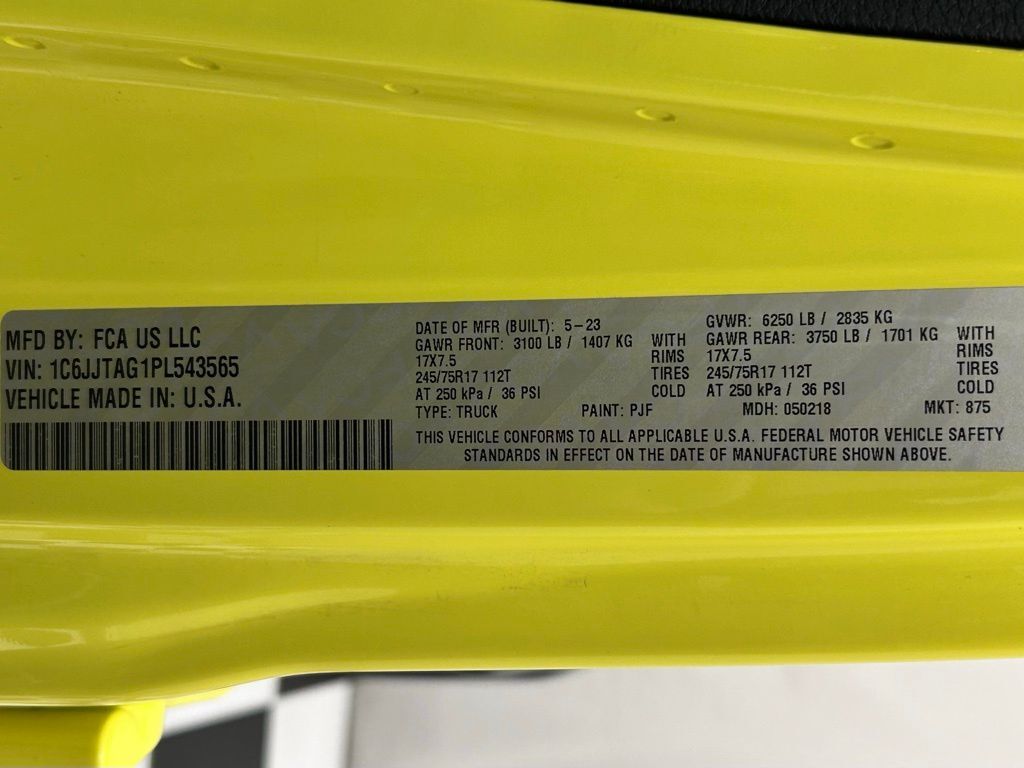 MFD BY: FCA US LLC
VIN: 1C6JJTAG1PL543565
VEHICLE MADE IN: U.S.A.
DATE OF MFR (BUILT): 5-23
GAWR FRONT: 3100 LB / 1407 KG WITH
17X7.5 RIMS
245/75R17 112T TIRES
AT 250 kPa / 36 PSI COLD
GVWR: 6250 LB / 2835 KG
GAWR REAR: 3750 LB / 1701 KG WITH
17X7.5 RIMS
245/75R17 112T TIRES
AT 250 kPa / 36 PSI COLD
TYPE: TRUCK PAINT: PJF MDH: 050218 MKT: 875
THIS VEHICLE CONFORMS TO ALL APPLICABLE U.S.A. FEDERAL MOTOR VEHICLE SAFETY
STANDARDS IN EFFECT ON THE DATE OF MANUFACTURE SHOWN ABOVE.